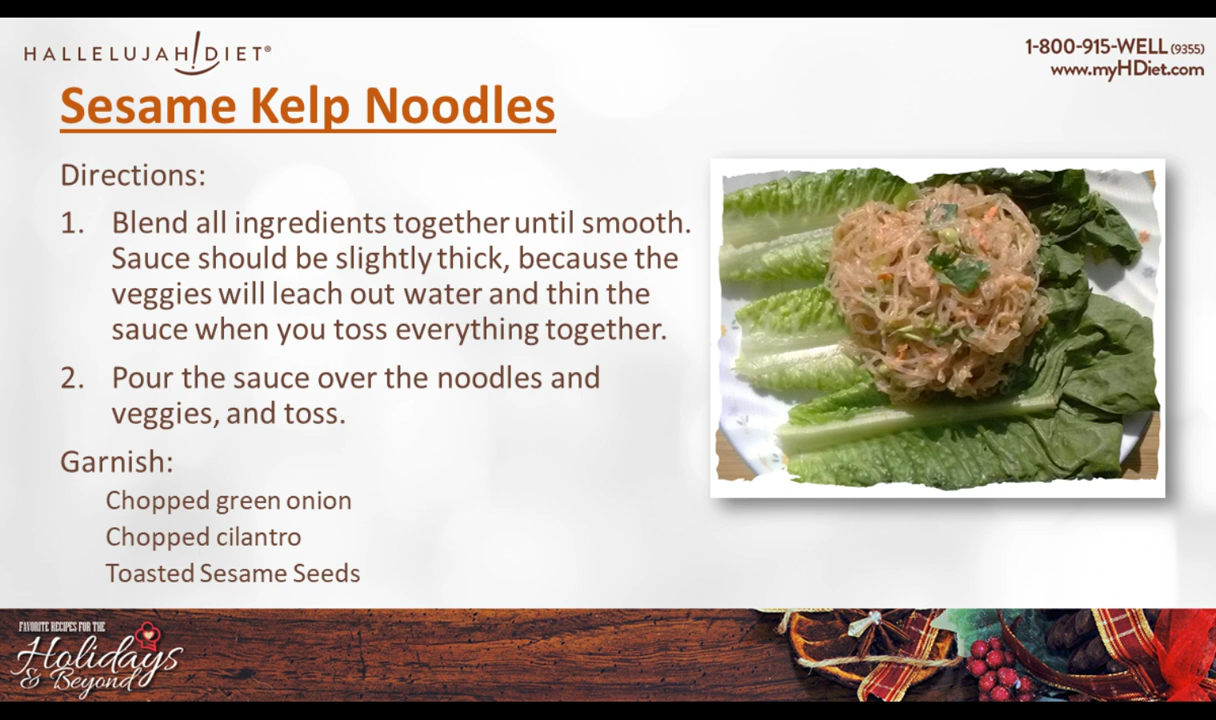 HALLELUJAH DIET®
1-800-915-WELL (9355)
www.myHDiet.com
Sesame Kelp Noodles
Directions:
1. Blend all ingredients together until smooth.
Sauce should be slightly thick, because the
veggies will leach out water and thin the
sauce when you toss everything together.
2. Pour the sauce over the noodles and
veggies, and toss.
Garnish:
Chopped green onion
Chopped cilantro
Toasted Sesame Seeds
FAVORITE RECIPES FOR THE
Holidays
& Beyond